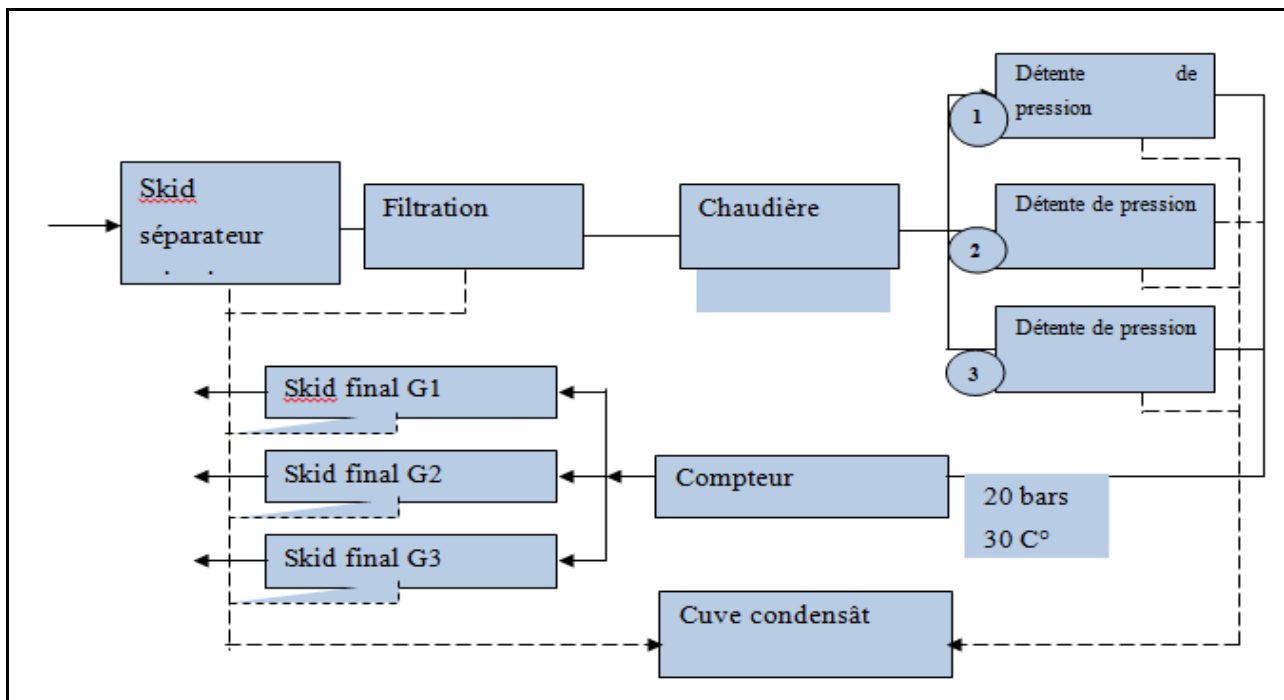 Skid
séparateur
Filtration
Chaudière
1
Détente de
pression
2
Détente de pression
3
Détente de pression
Skid final G1
Skid final G2
Skid final G3
Compteur
20 bars
30 C°
Cuve condensât